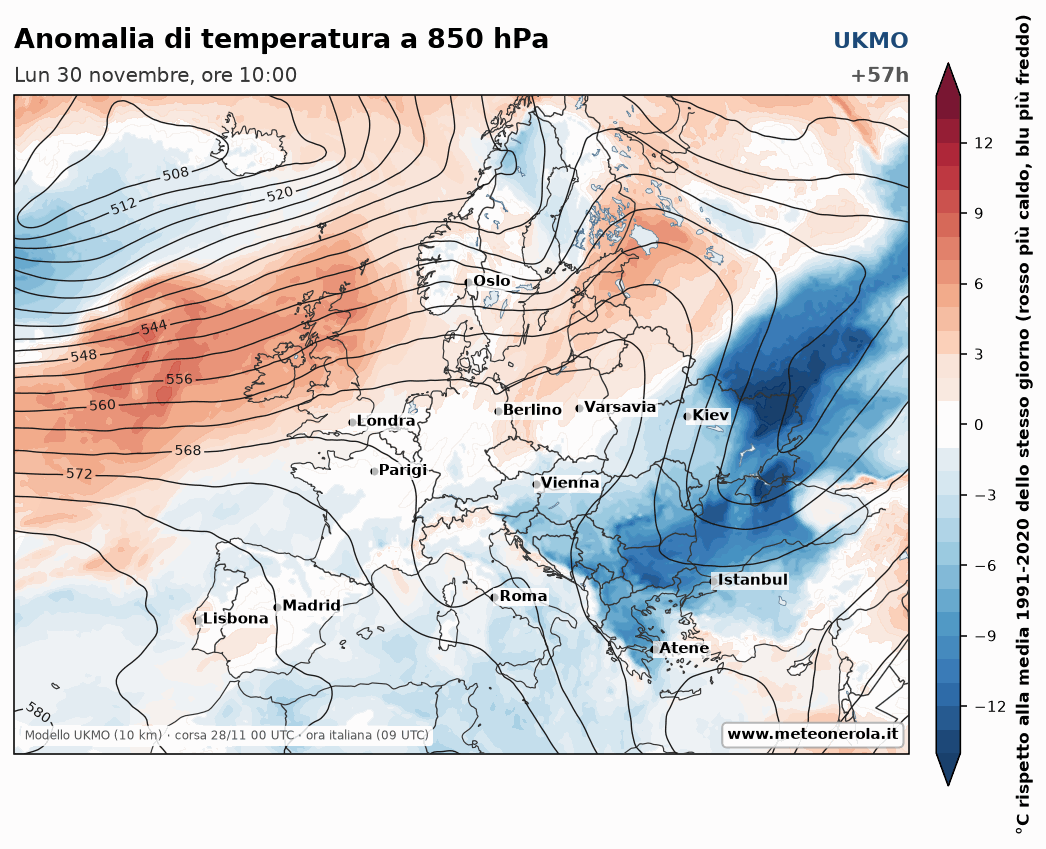 Anomalia di temperatura a 850 hPa
UKMO
Lun 30 novembre, ore 10:00
+57h
508
512
520
544
548
556
560
568
572
580
Oslo
Berlino
Varsavia
Kiev
Londra
Parigi
Vienna
Istanbul
Roma
Madrid
Lisbona
Atene
Modello UKMO (10 km) · corsa 28/11 00 UTC · ora italiana (09 UTC)
www.meteonerola.it
12
9
6
3
0
−3
−6
−9
−12
°C rispetto alla media 1991-2020 dello stesso giorno (rosso più caldo, blu più freddo)